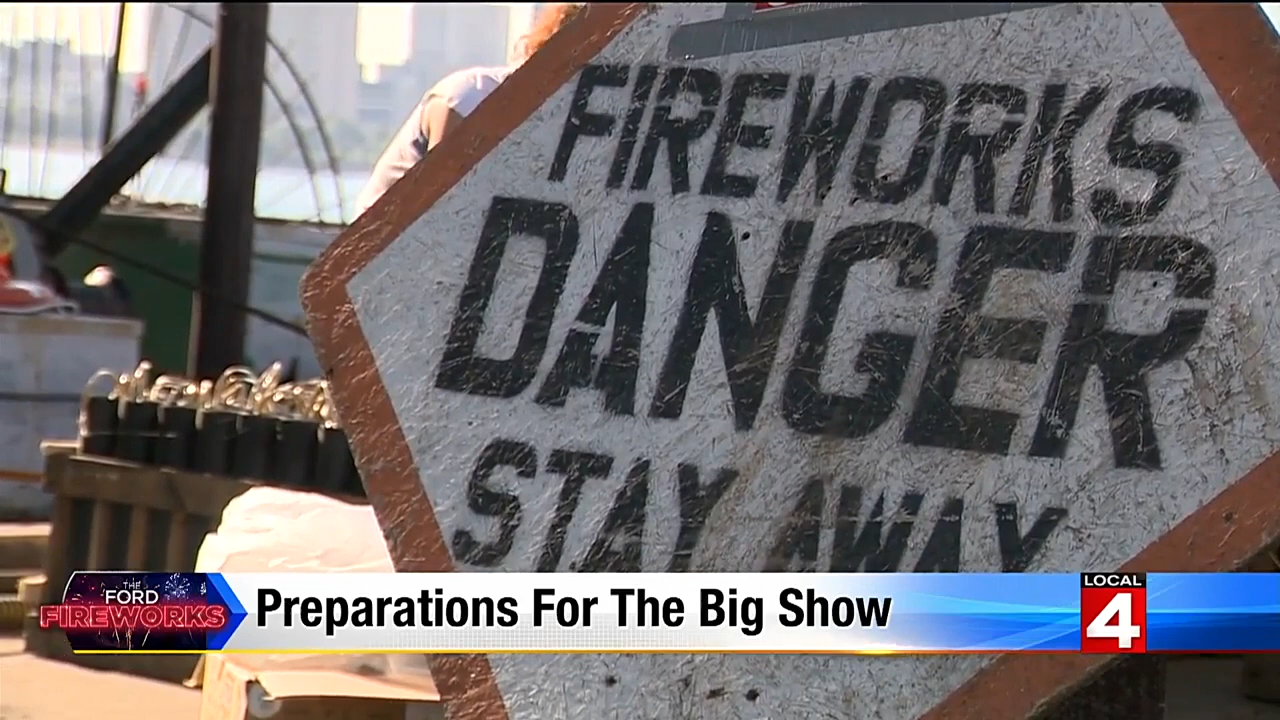 FIREWORKS
DANGER
STAY AWAY
THE
FORD
FIREWORKS
Preparations For The Big Show
LOCAL
4